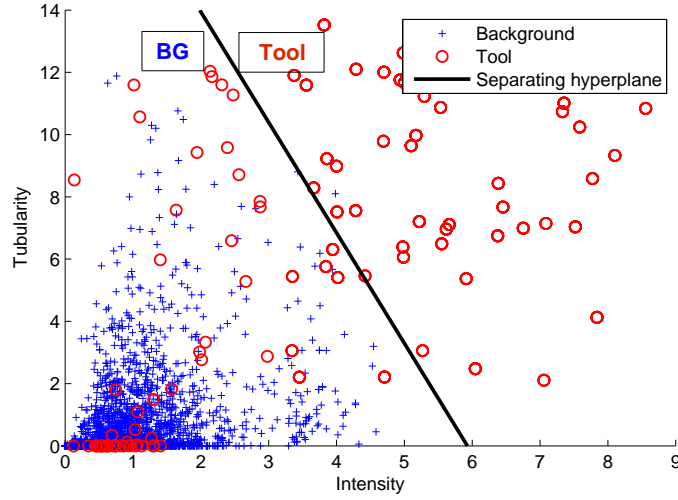 14
12
10
8
6
4
2
0
Tubularity
BG
Tool
Background
Tool
Separating hyperplane
0 1 2 3 4 5 6 7 8 9
Intensity